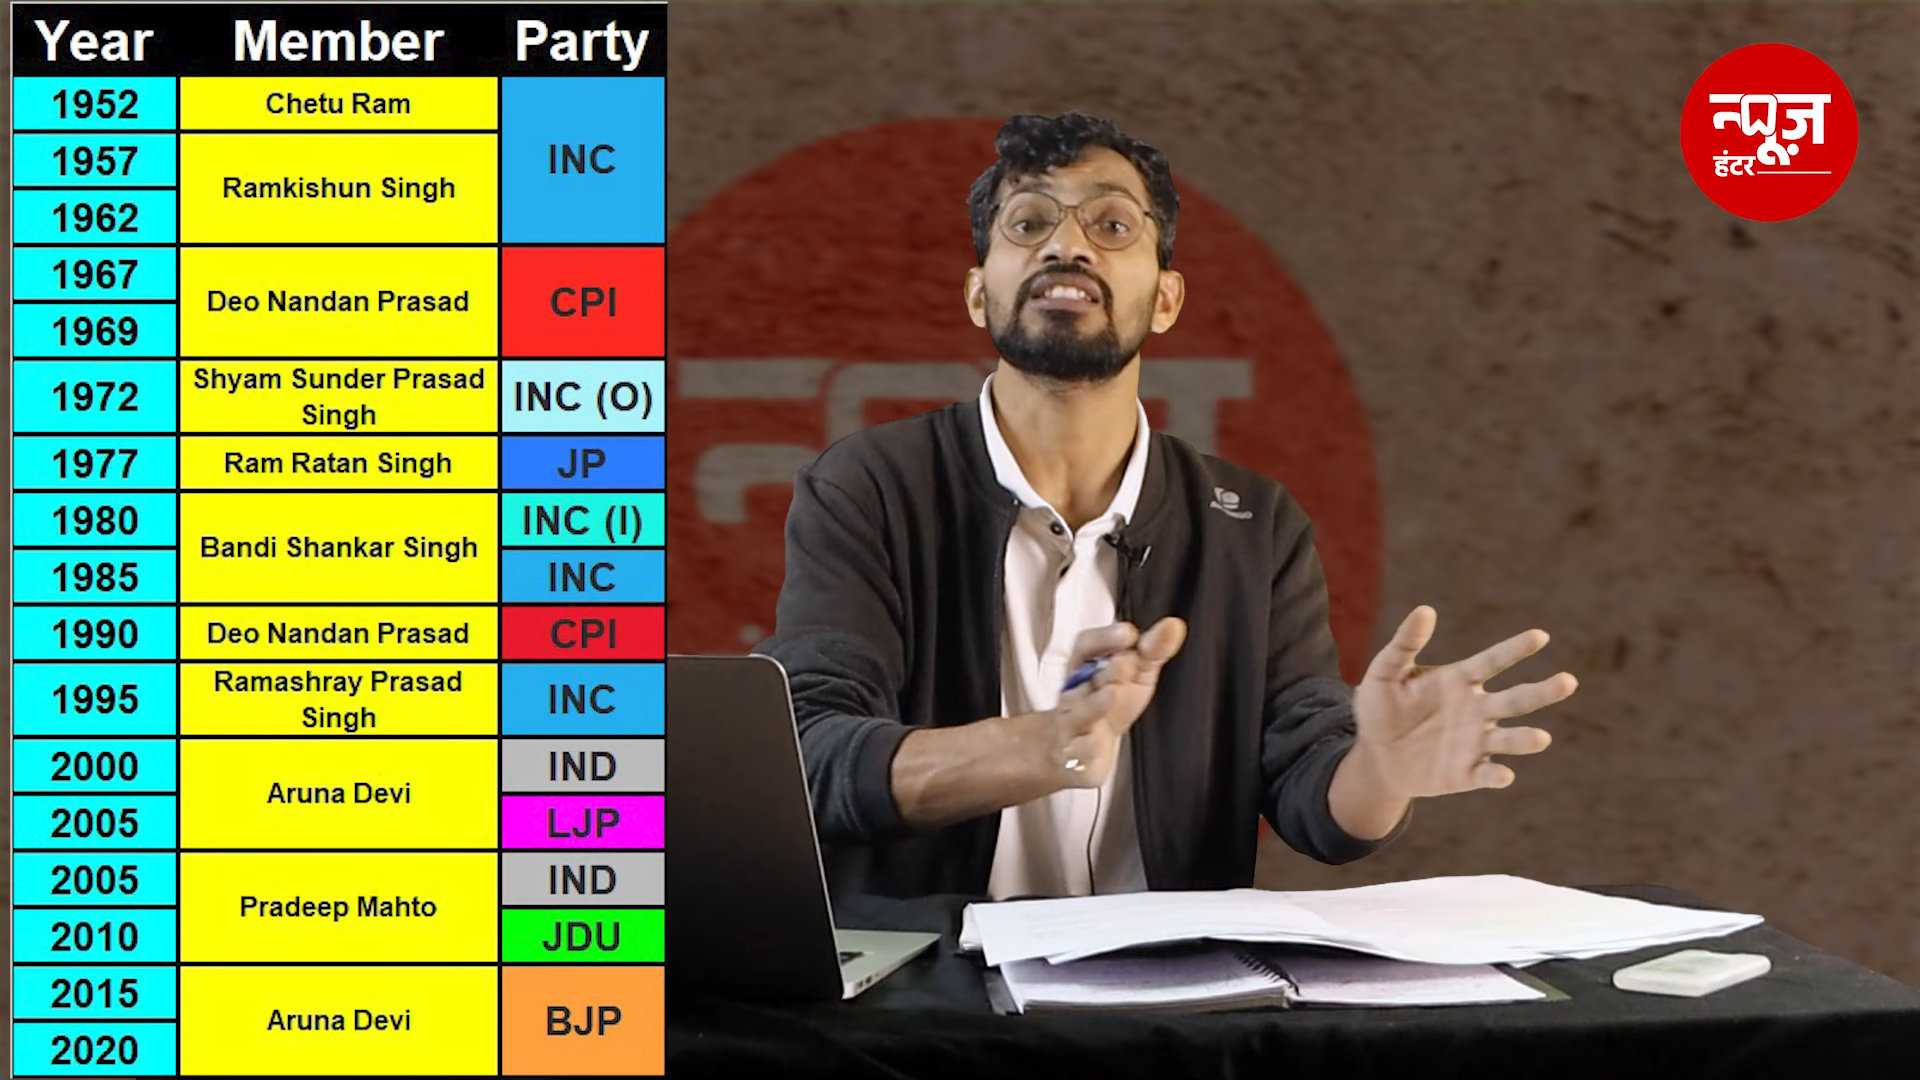 Year Member Party
1952 Chetu Ram INC
1957 Ramkishun Singh
1962
1967 Deo Nandan Prasad CPI
1969
1972 Shyam Sunder Prasad
Singh INC (O)
1977 Ram Ratan Singh JP
1980 Bandi Shankar Singh INC (I)
1985 INC
1990 Deo Nandan Prasad CPI
1995 Ramashray Prasad
Singh INC
2000 Aruna Devi IND
2005 LJP
2005 Pradeep Mahto IND
2010 JDU
2015 Aruna Devi BJP
2020
न्यूज़
हंटर